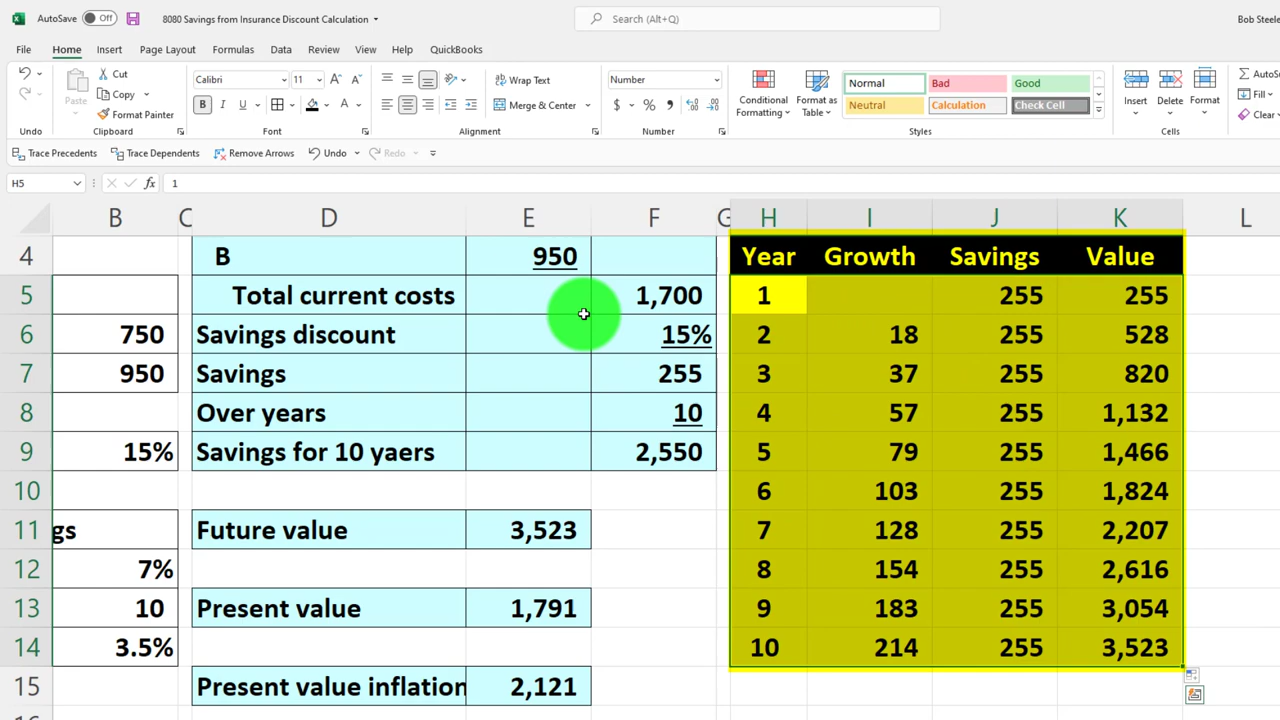 AutoSave Off 8080 Savings from Insurance Discount Calculation Search (Alt+Q) Bob Steele
File Home Insert Page Layout Formulas Data Review View Help QuickBooks
Paste Cut Copy Format Painter
Calibri 11 B I U A
Wrap Text
Merge & Center
Number
$ %
Conditional Formatting
Format as Table
Normal Bad Good
Neutral Calculation Check Cell
Insert Delete Format
AutoS
Fill
Clear
Undo Clipboard Font Alignment Number Styles Cells
Trace Precedents Trace Dependents Remove Arrows Undo Redo
H5 fx 1
B C D E F G H I J K L
4 B 950 Year Growth Savings Value
5 Total current costs 1,700 1 255 255
6 750 Savings discount 15% 2 18 255 528
7 950 Savings 255 3 37 255 820
8 Over years 10 4 57 255 1,132
9 15% Savings for 10 yaers 2,550 5 79 255 1,466
10 6 103 255 1,824
11 gs Future value 3,523 7 128 255 2,207
12 7% 8 154 255 2,616
13 10 Present value 1,791 9 183 255 3,054
14 3.5% 10 214 255 3,523
15 Present value inflation 2,121